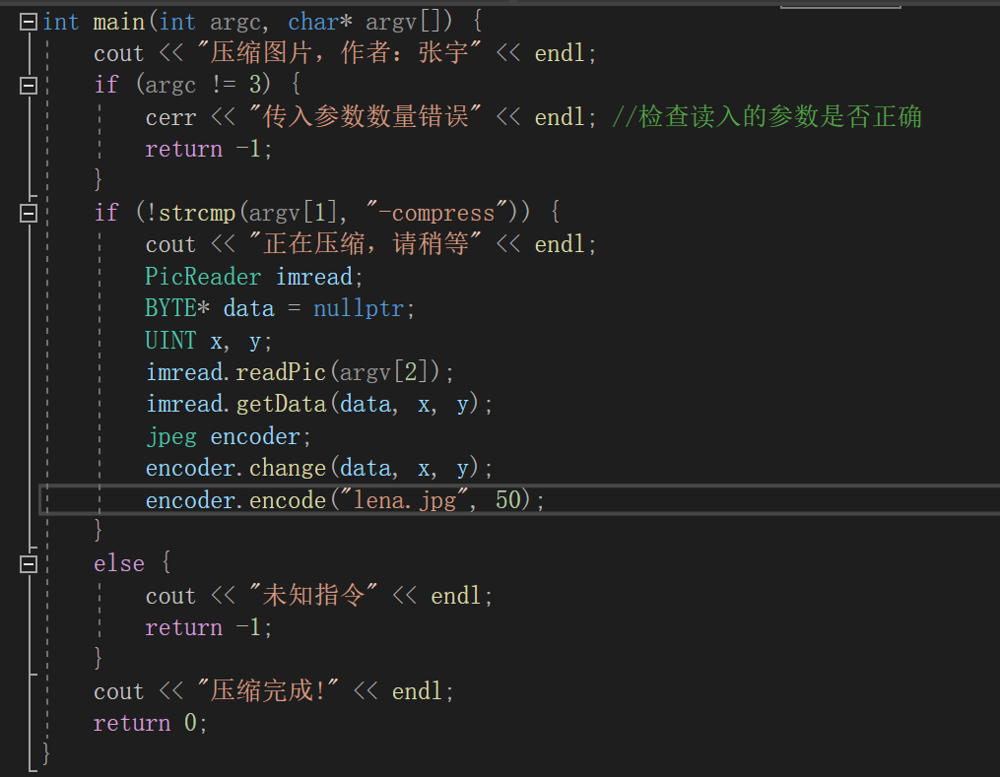 int main(int argc, char* argv[]) {
cout << "压缩图片，作者：张宇" << endl;
if (argc != 3) {
cerr << "传入参数数量错误" << endl; //检查读入的参数是否正确
return -1;
}
if (!strcmp(argv[1], "-compress")) {
cout << "正在压缩，请稍等" << endl;
PicReader imread;
BYTE* data = nullptr;
UINT x, y;
imread.readPic(argv[2]);
imread.getData(data, x, y);
jpeg encoder;
encoder.change(data, x, y);
encoder.encode("lena.jpg", 50);
}
else {
cout << "未知指令" << endl;
return -1;
}
cout << "压缩完成!" << endl;
return 0;
}